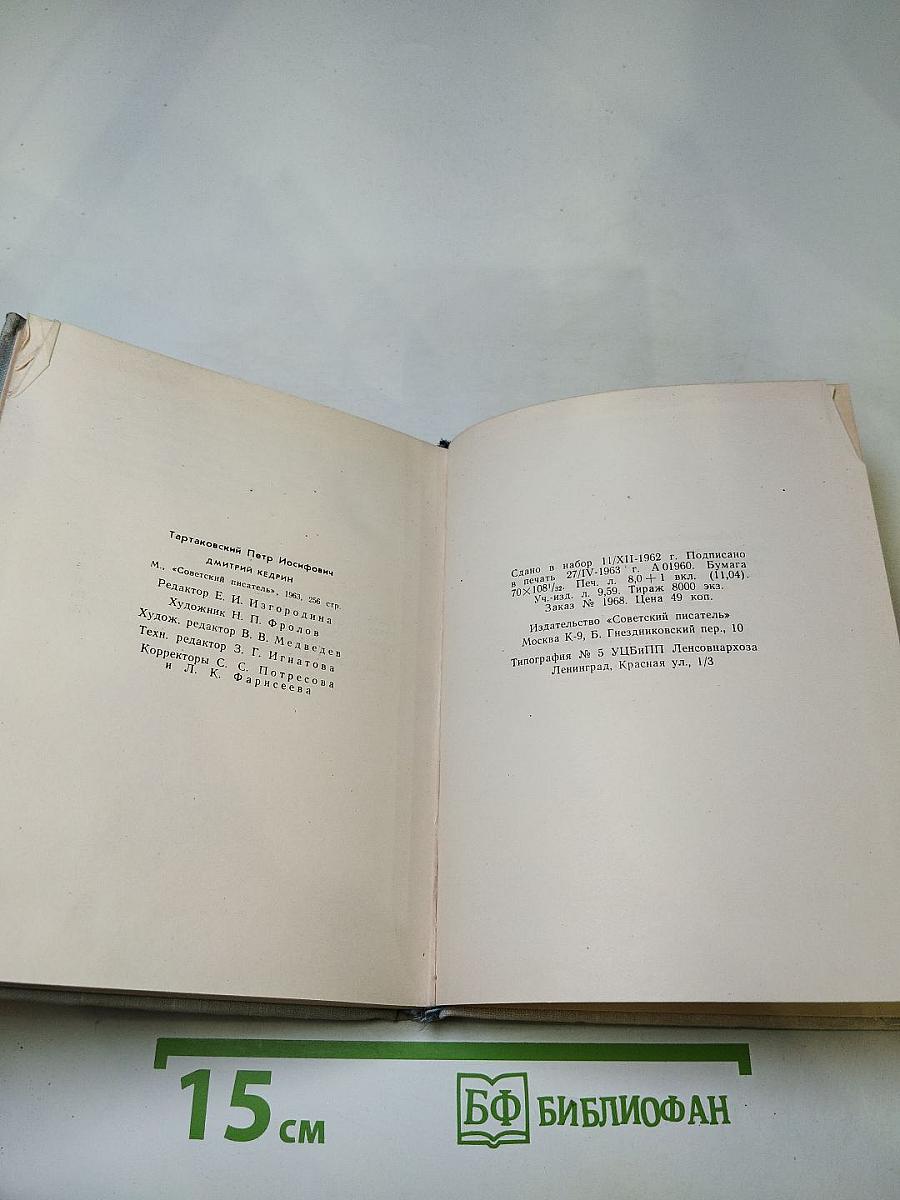 Тартаковский Петр Иосифович
ДМИТРИЙ КЕДРИН
М., «Советский писатель», 1963, 256 стр.
Редактор Е. И. Изгородина
Художник Н. П. Фролов
Худож. редактор В. В. Медведев
Техн. редактор З. Г. Игнатова
Корректоры С. С. Потресова
и Л. К. Фарисеева
Сдано в набор 11/XII-1962 г. Подписано
в печать 27/IV-1963 г. А 01960. Бумага
70×108¹/₃₂. Печ. л. 8,0+1 вкл. (11,04).
Уч.-изд. л. 9,59. Тираж 8000 экз.
Заказ № 1968. Цена 49 коп.
Издательство «Советский писатель»
Москва К-9, Б. Гнездниковский пер., 10
Типография № 5 УЦБиПП Ленсовнархоза
Ленинград, Красная ул., 1/3
15 см
БФ БИБЛИОФАН